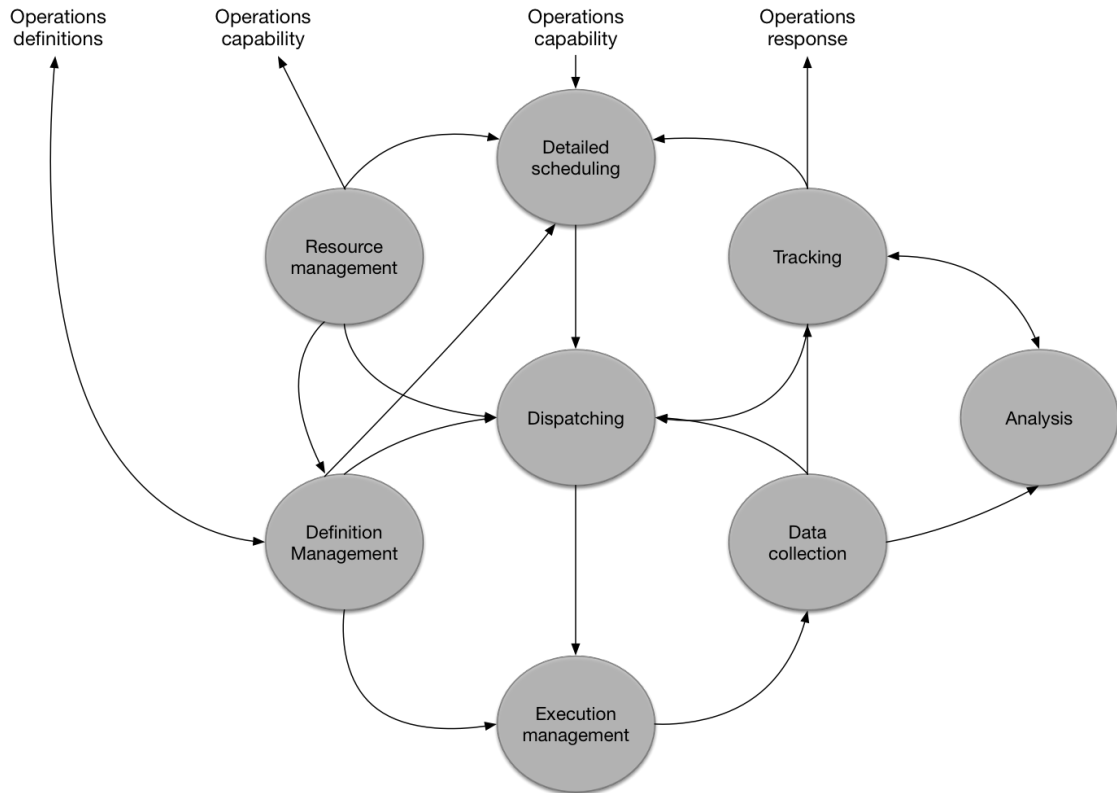 Operations
definitions
Operations
capability
Operations
capability
Operations
response
Detailed
scheduling
Resource
management
Tracking
Dispatching
Analysis
Definition
Management
Data
collection
Execution
management